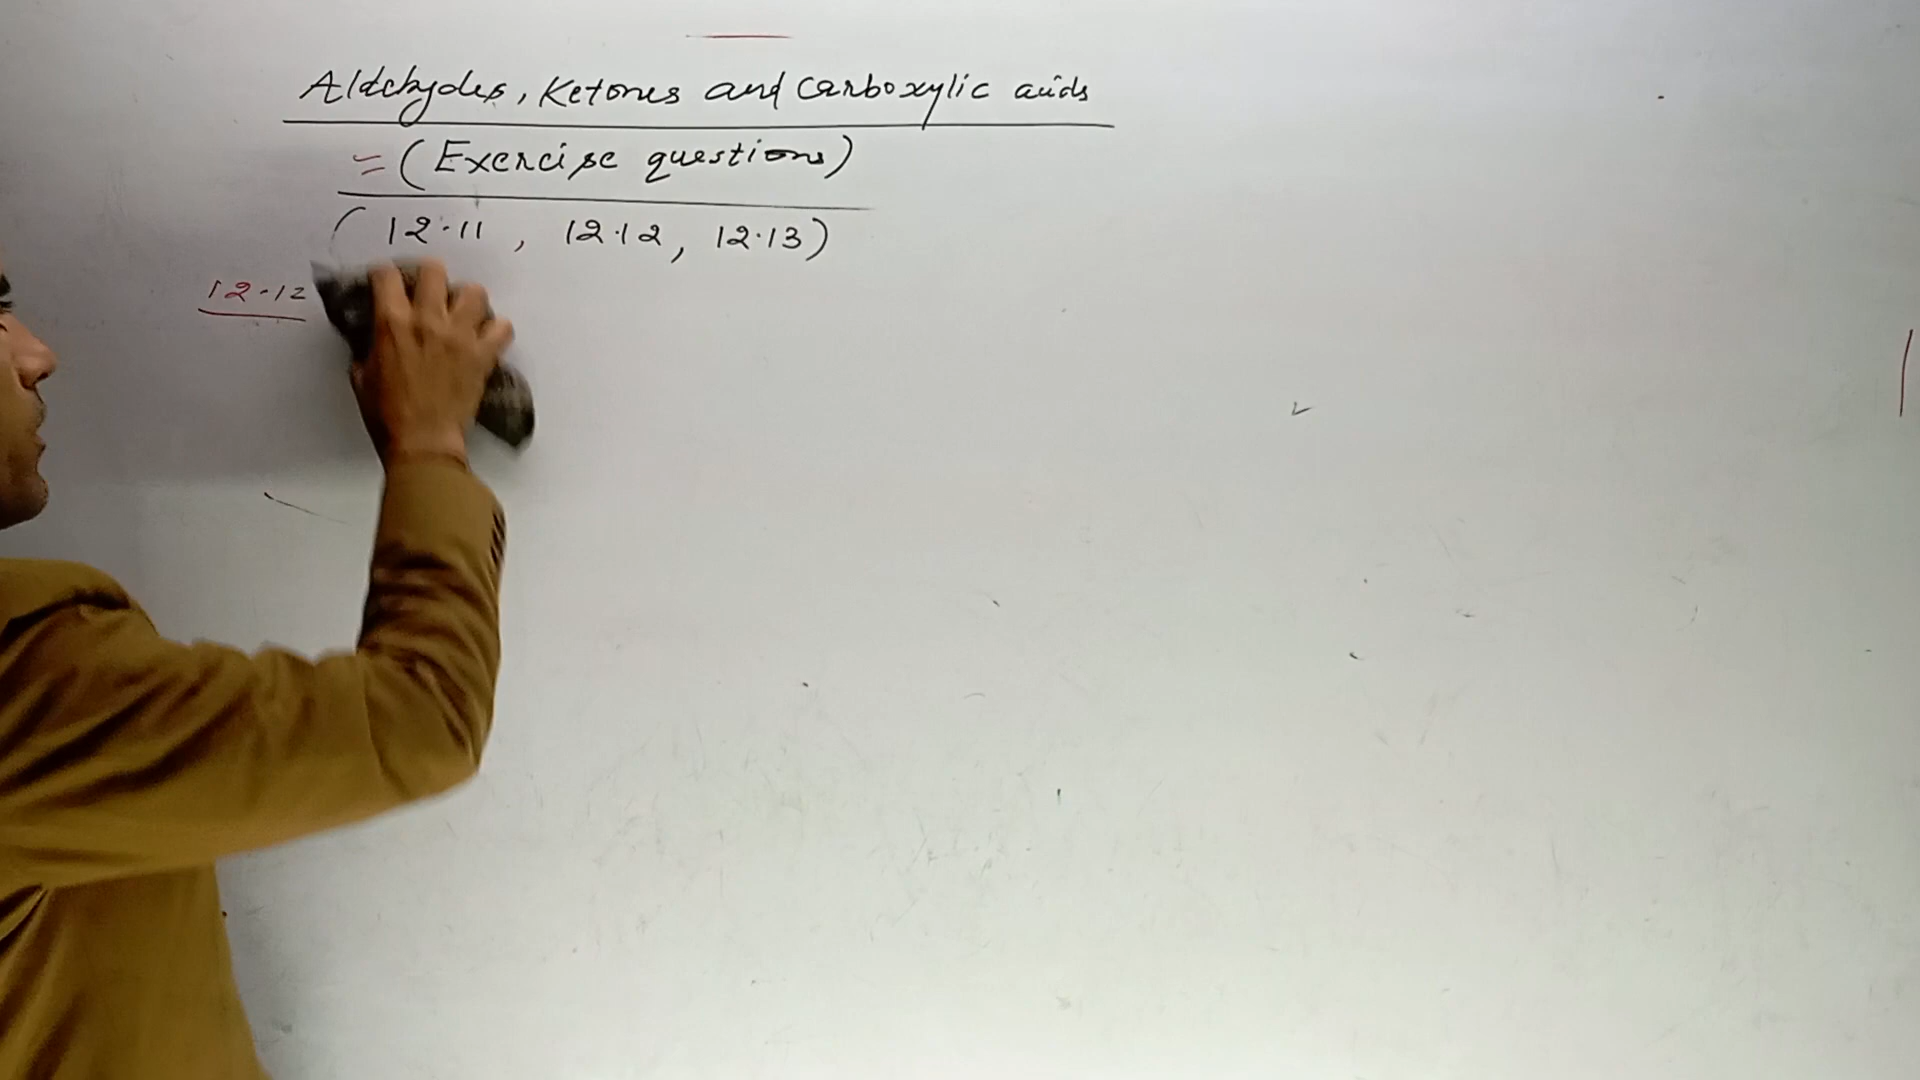 Aldehydes, Ketones and carboxylic acids
= (Exercise questions)
(12.11, 12.12, 12.13)
12.12